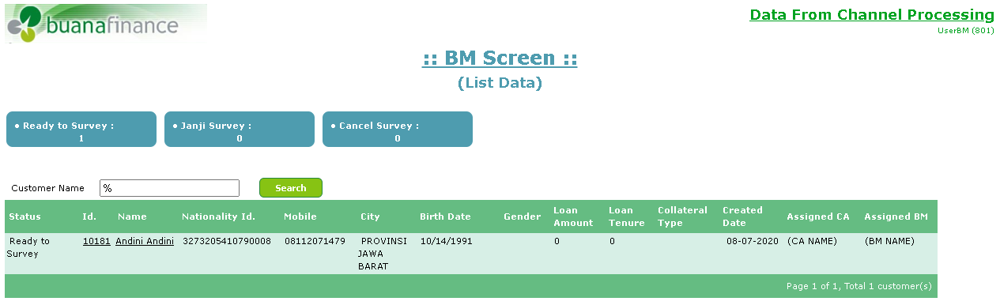 buanafinance
Data From Channel Processing
UserBM (801)
:: BM Screen ::
(List Data)
• Ready to Survey :
1
• Janji Survey :
0
• Cancel Survey :
0
Customer Name % Search
Status Id. Name Nationality Id. Mobile City Birth Date Gender Loan Amount Loan Tenure Collateral Type Created Date Assigned CA Assigned BM
Ready to Survey 10181 Andini Andini 3273205410790008 08112071479 PROVINSI JAWA BARAT 10/14/1991 0 0 08-07-2020 (CA NAME) (BM NAME)
Page 1 of 1, Total 1 customer(s)